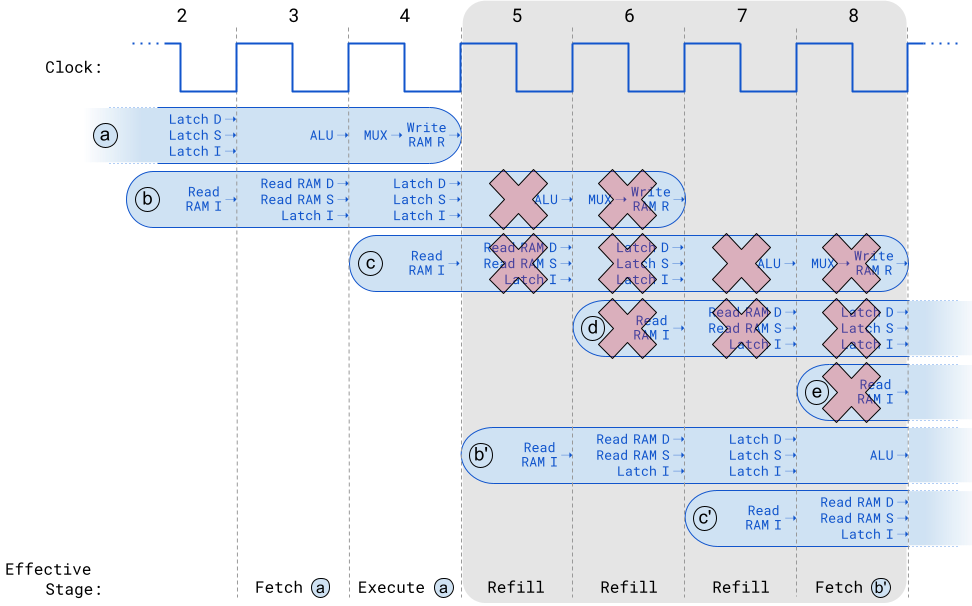 2 3 4 5 6 7 8
Clock:
a
Latch D
Latch S
Latch I
ALU
MUX
Write
RAM R
b
Read
RAM I
Read RAM D
Read RAM S
Latch I
Latch D
Latch S
Latch I
ALU
MUX
Write
RAM R
c
Read
RAM I
Read RAM D
Read RAM S
Latch I
Latch D
Latch S
Latch I
ALU
MUX
Write
RAM R
d
Read
RAM I
Read RAM D
Read RAM S
Latch I
Latch D
Latch S
Latch I
e
Read
RAM I
b'
Read
RAM I
Read RAM D
Read RAM S
Latch I
Latch D
Latch S
Latch I
ALU
c'
Read
RAM I
Read RAM D
Read RAM S
Latch I
Effective
Stage:
Fetch a
Execute a
Refill
Refill
Refill
Fetch b'